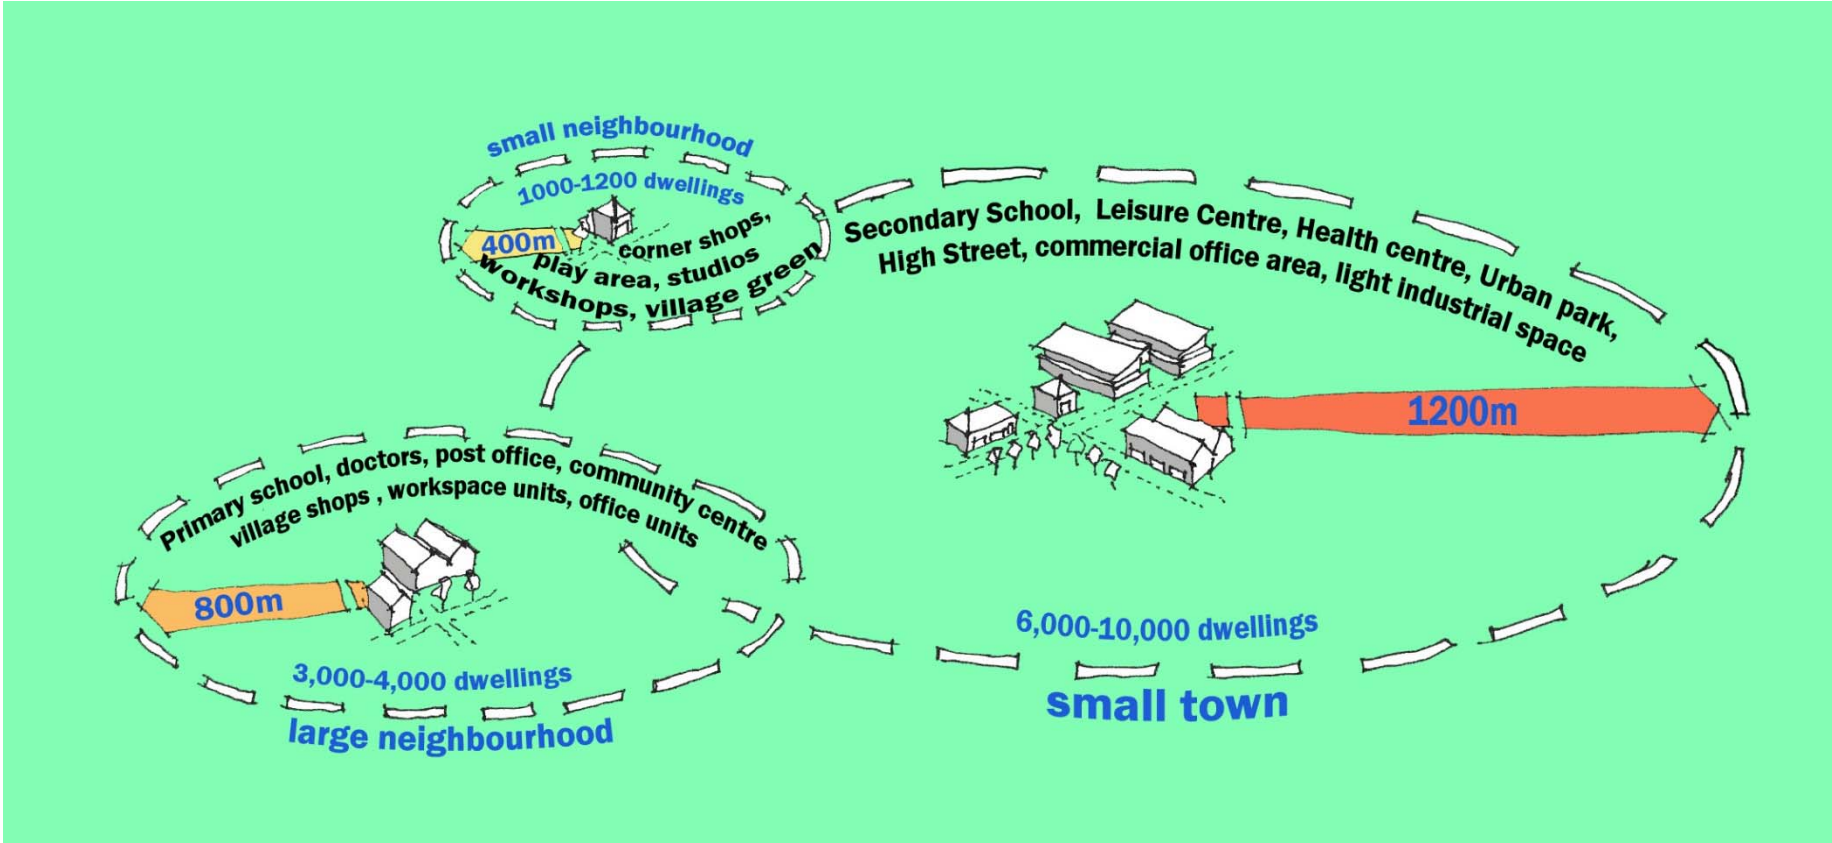 small neighbourhood
1000-1200 dwellings
400m
corner shops,
play area, studios
workshops, village green
Secondary School, Leisure Centre, Health centre, Urban park,
High Street, commercial office area, light industrial space
1200m
6,000-10,000 dwellings
small town
Primary school, doctors, post office, community centre
village shops , workspace units, office units
800m
3,000-4,000 dwellings
large neighbourhood